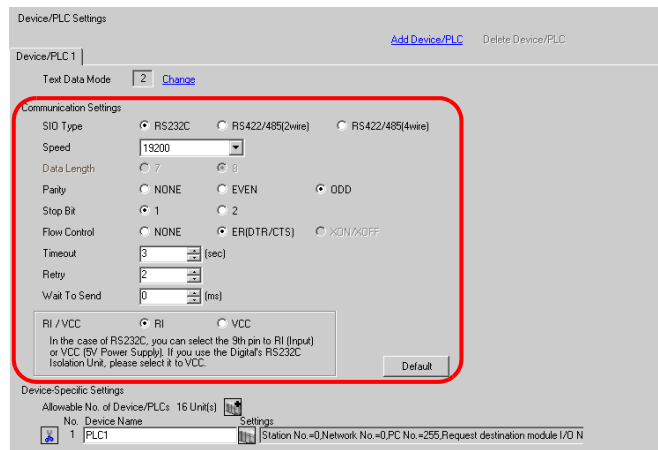 Device/PLC Settings
Add Device/PLC Delete Device/PLC
Device/PLC 1
Text Data Mode 2 Change
Communication Settings
SIO Type RS232C RS422/485(2wire) RS422/485(4wire)
Speed 19200
Data Length 7 8
Parity NONE EVEN ODD
Stop Bit 1 2
Flow Control NONE ER(DTR/CTS) XON/XOFF
Timeout 3 (sec)
Retry 2
Wait To Send 0 (ms)
RI / VCC RI VCC
In the case of RS232C, you can select the 9th pin to RI (Input)
or VCC (5V Power Supply). If you use the Digital's RS232C
Isolation Unit, please select it to VCC.
Default
Device-Specific Settings
Allowable No. of Device/PLCs 16 Unit(s)
No. Device Name Settings
1 PLC1 Station No.=0,Network No.=0,PC No.=255,Request destination module I/O N